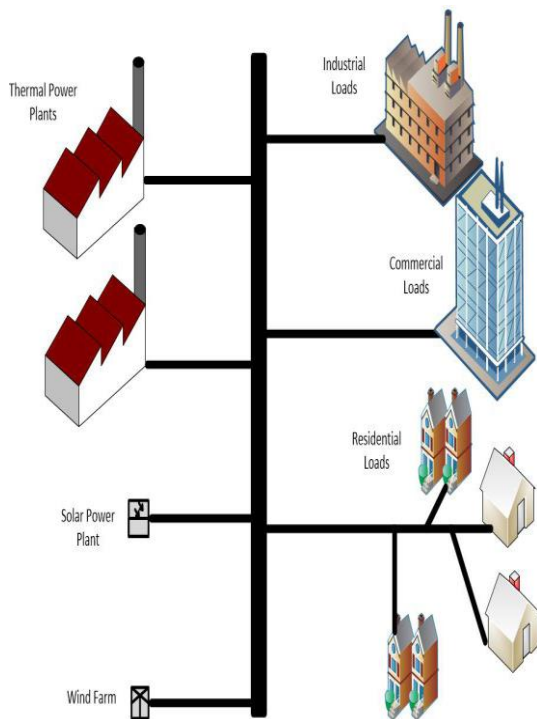 Thermal Power
Plants
Industrial
Loads
Commercial
Loads
Residential
Loads
Solar Power
Plant
Wind Farm